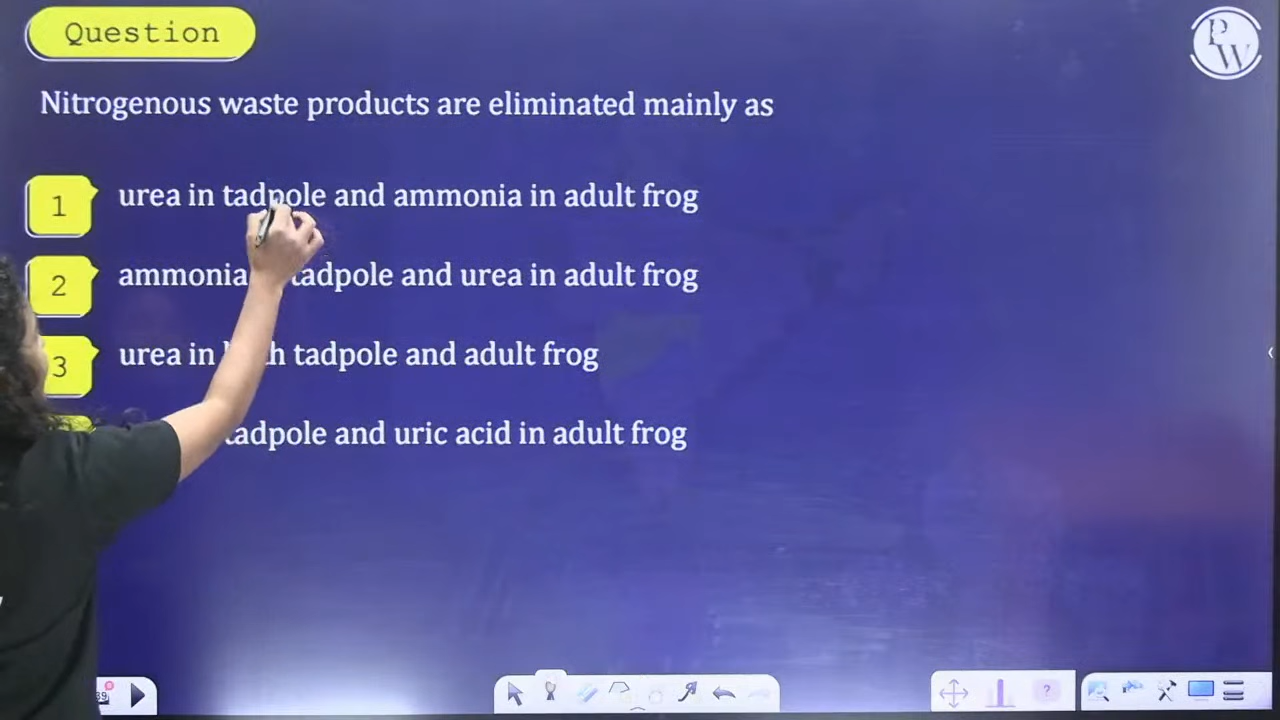 Question
PW
Nitrogenous waste products are eliminated mainly as
1 urea in tadpole and ammonia in adult frog
2 ammonia tadpole and urea in adult frog
3 urea in tadpole and adult frog
tadpole and uric acid in adult frog
?